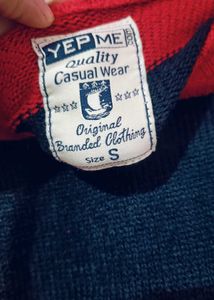 YEP ME
Quality
Casual Wear
Original
Branded Clothing
Size S